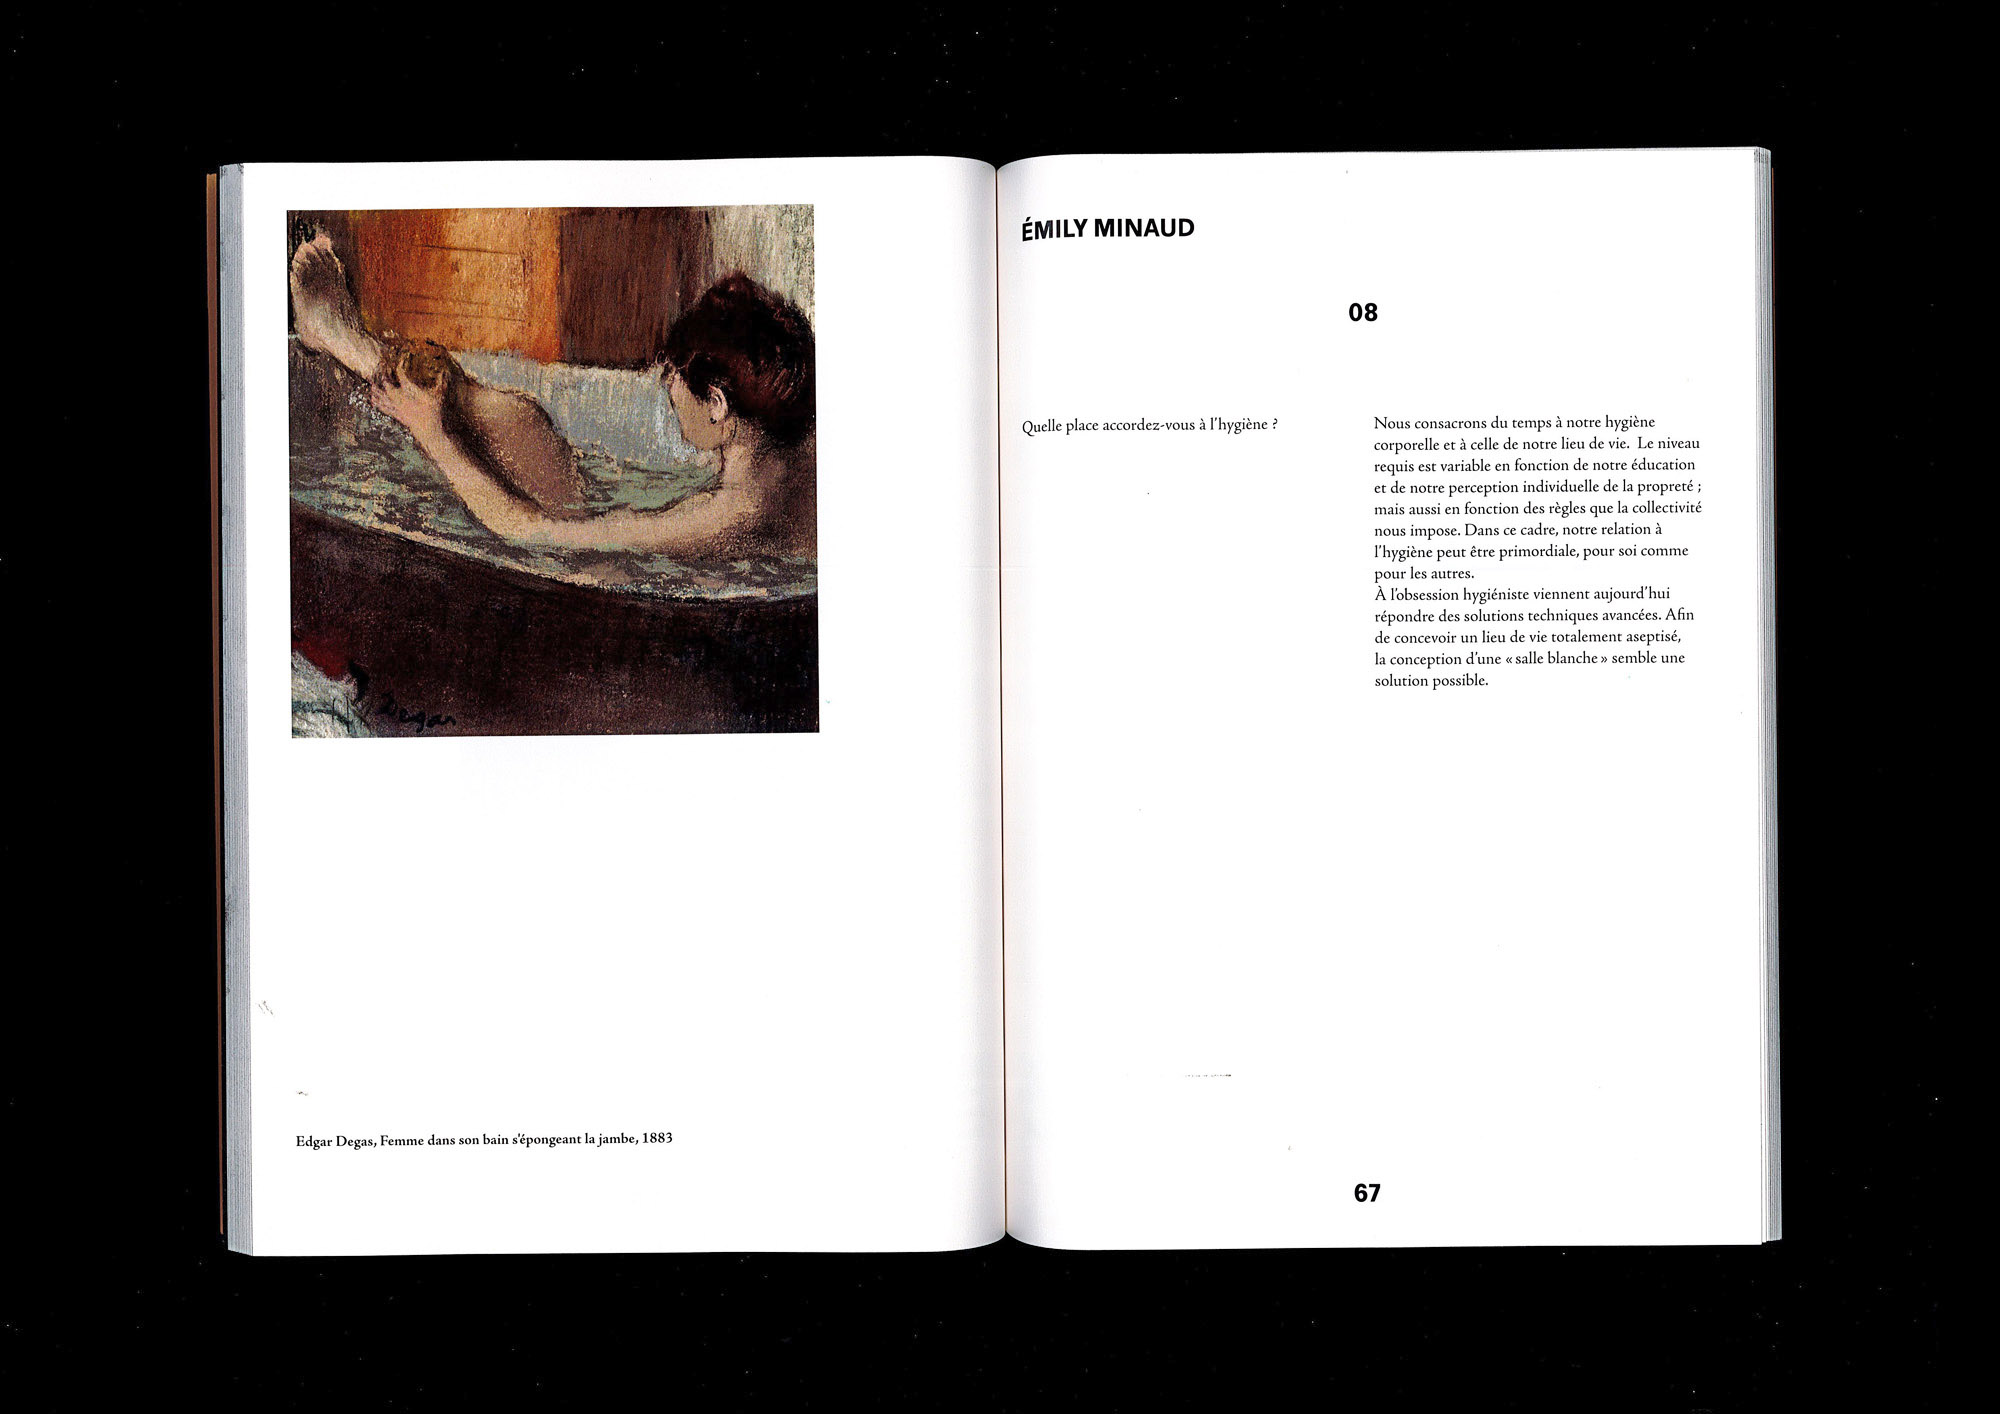 Degas
Edgar Degas, Femme dans son bain s'épongeant la jambe, 1883
ÉMILY MINAUD
08
Quelle place accordez-vous à l'hygiène ?
Nous consacrons du temps à notre hygiène
corporelle et à celle de notre lieu de vie.  Le niveau
requis est variable en fonction de notre éducation
et de notre perception individuelle de la propreté ;
mais aussi en fonction des règles que la collectivité
nous impose. Dans ce cadre, notre relation à
l'hygiène peut être primordiale, pour soi comme
pour les autres.
À l'obsession hygiéniste viennent aujourd'hui
répondre des solutions techniques avancées. Afin
de concevoir un lieu de vie totalement aseptisé,
la conception d'une « salle blanche » semble une
solution possible.
67